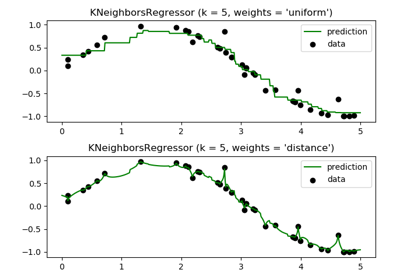 KNeighborsRegressor (k = 5, weights = 'uniform')
1.0
0.5
0.0
−0.5
−1.0
prediction
data
0 1 2 3 4 5
KNeighborsRegressor (k = 5, weights = 'distance')
1.0
0.5
0.0
−0.5
−1.0
prediction
data
0 1 2 3 4 5